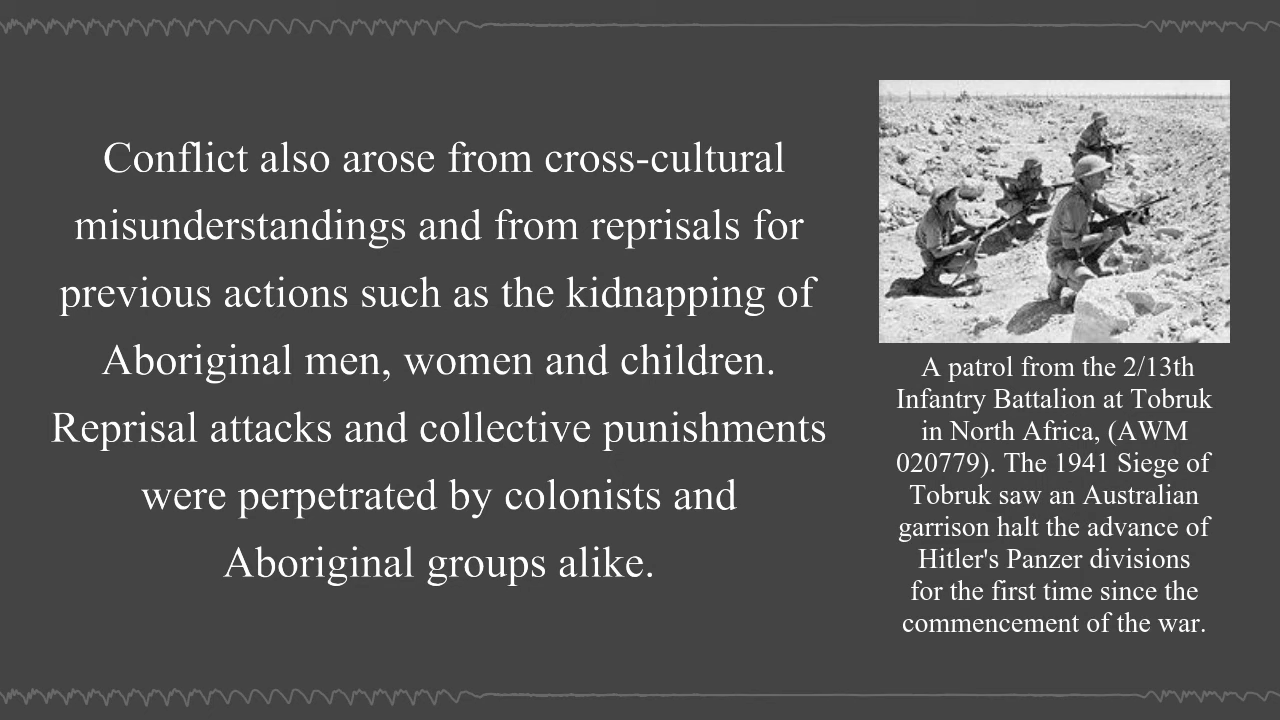 Conflict also arose from cross-cultural
misunderstandings and from reprisals for
previous actions such as the kidnapping of
Aboriginal men, women and children.
Reprisal attacks and collective punishments
were perpetrated by colonists and
Aboriginal groups alike.
A patrol from the 2/13th
Infantry Battalion at Tobruk
in North Africa, (AWM
020779). The 1941 Siege of
Tobruk saw an Australian
garrison halt the advance of
Hitler's Panzer divisions
for the first time since the
commencement of the war.